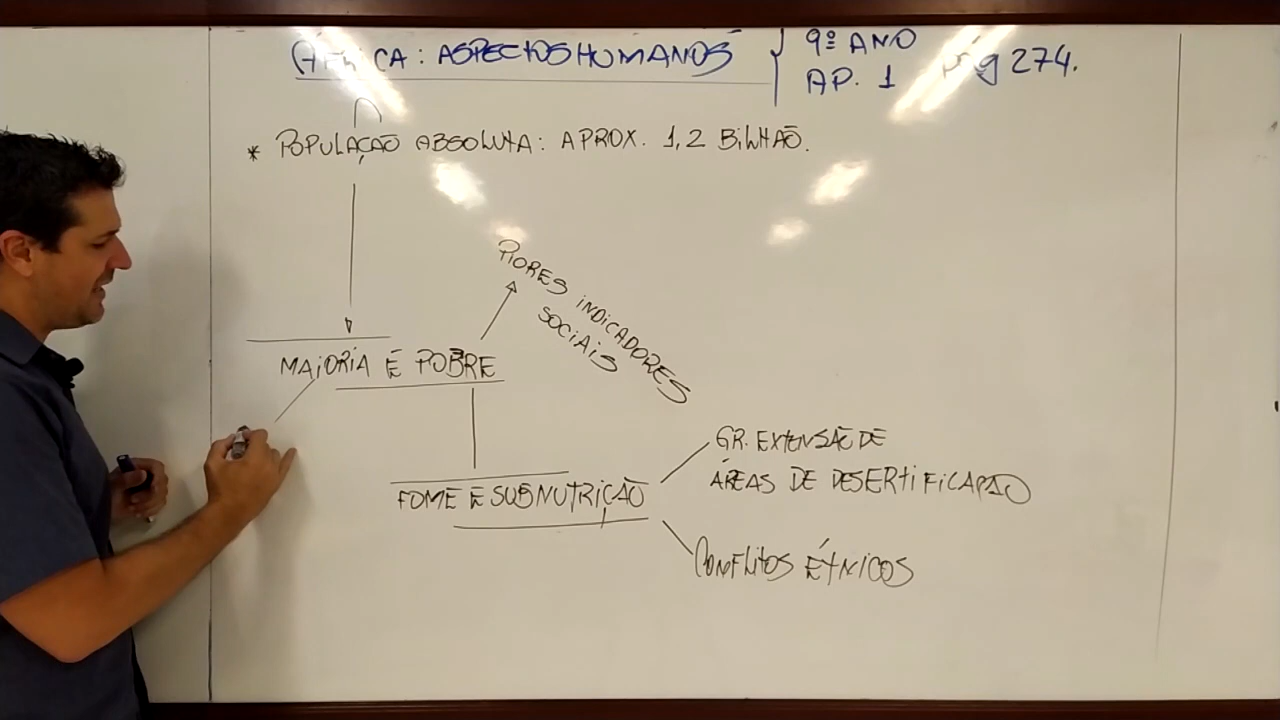 ÁFRICA: ASPECTOS HUMANOS
9º ANO
AP. 1 pág 274.
* POPULAÇÃO ABSOLUTA: APROX. 1,2 BILHÃO.
PIORES INDICADORES
SOCIAIS
MAIORIA É POBRE
GR. EXTENSÃO DE
ÁREAS DE DESERTIFICAÇÃO
FOME E SUBNUTRIÇÃO
CONFLITOS ÉTNICOS